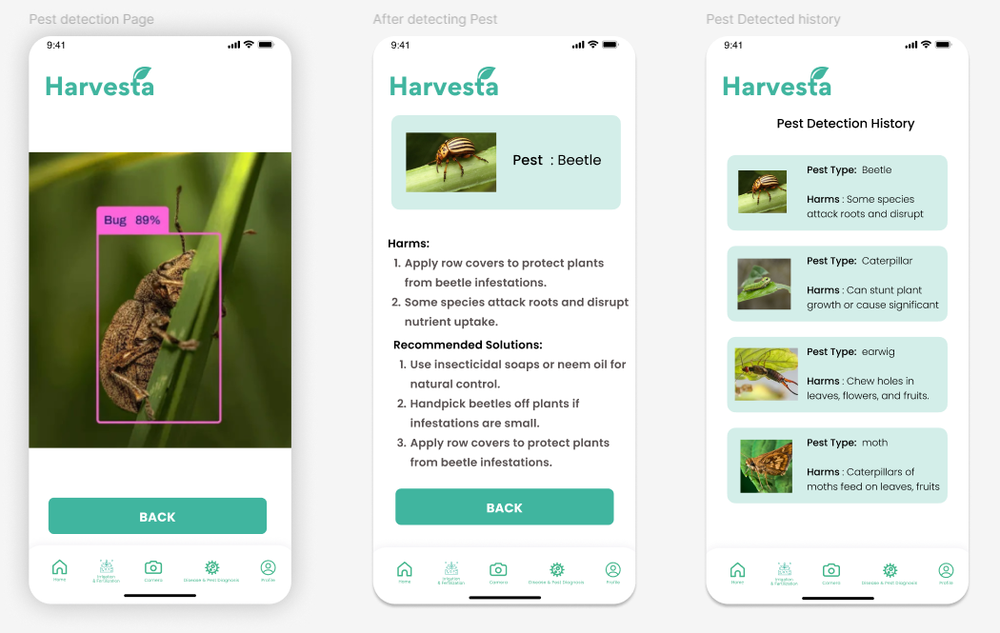 Pest detection Page
9:41
Harvesta
Bug 89%
BACK
Home
Irrigation
& Fertilization
Camera
Disease & Pest Diagnosis
Profile
After detecting Pest
9:41
Harvesta
Pest : Beetle
Harms:
1. Apply row covers to protect plants
from beetle infestations.
2. Some species attack roots and disrupt
nutrient uptake.
Recommended Solutions:
1. Use insecticidal soaps or neem oil for
natural control.
2. Handpick beetles off plants if
infestations are small.
3. Apply row covers to protect plants
from beetle infestations.
BACK
Home
Irrigation
& Fertilization
Camera
Disease & Pest Diagnosis
Profile
Pest Detected history
9:41
Harvesta
Pest Detection History
Pest Type: Beetle
Harms : Some species
attack roots and disrupt
Pest Type: Caterpillar
Harms : Can stunt plant
growth or cause significant
Pest Type: earwig
Harms : Chew holes in
leaves, flowers, and fruits.
Pest Type: moth
Harms : Caterpillars of
moths feed on leaves, fruits
Home
Irrigation
& Fertilization
Camera
Disease & Pest Diagnosis
Profile